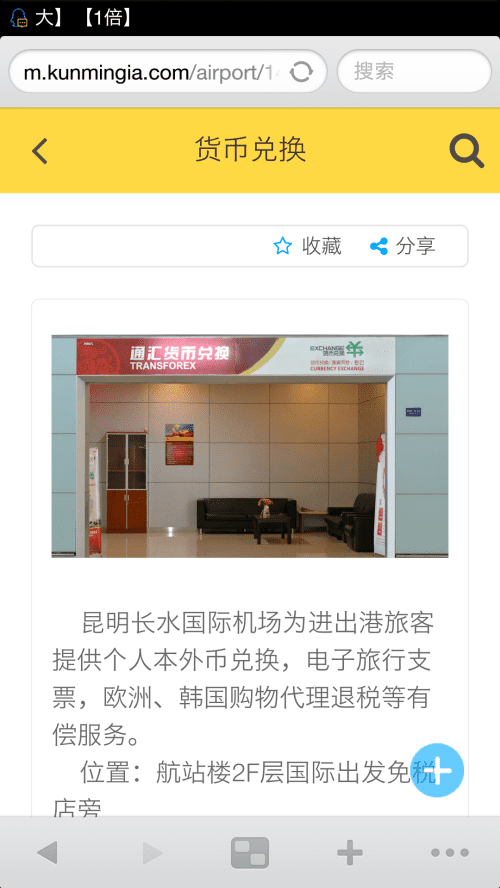 大】【1倍】
m.kunmingia.com/airport/1
搜索
货币兑换
收藏 分享
通汇货币兑换
TRANSFOREX
EXCHANGE
CURRENCY EXCHANGE
昆明长水国际机场为进出港旅客
提供个人本外币兑换，电子旅行支
票，欧洲、韩国购物代理退税等有
偿服务。
位置：航站楼2F层国际出发免税
店旁